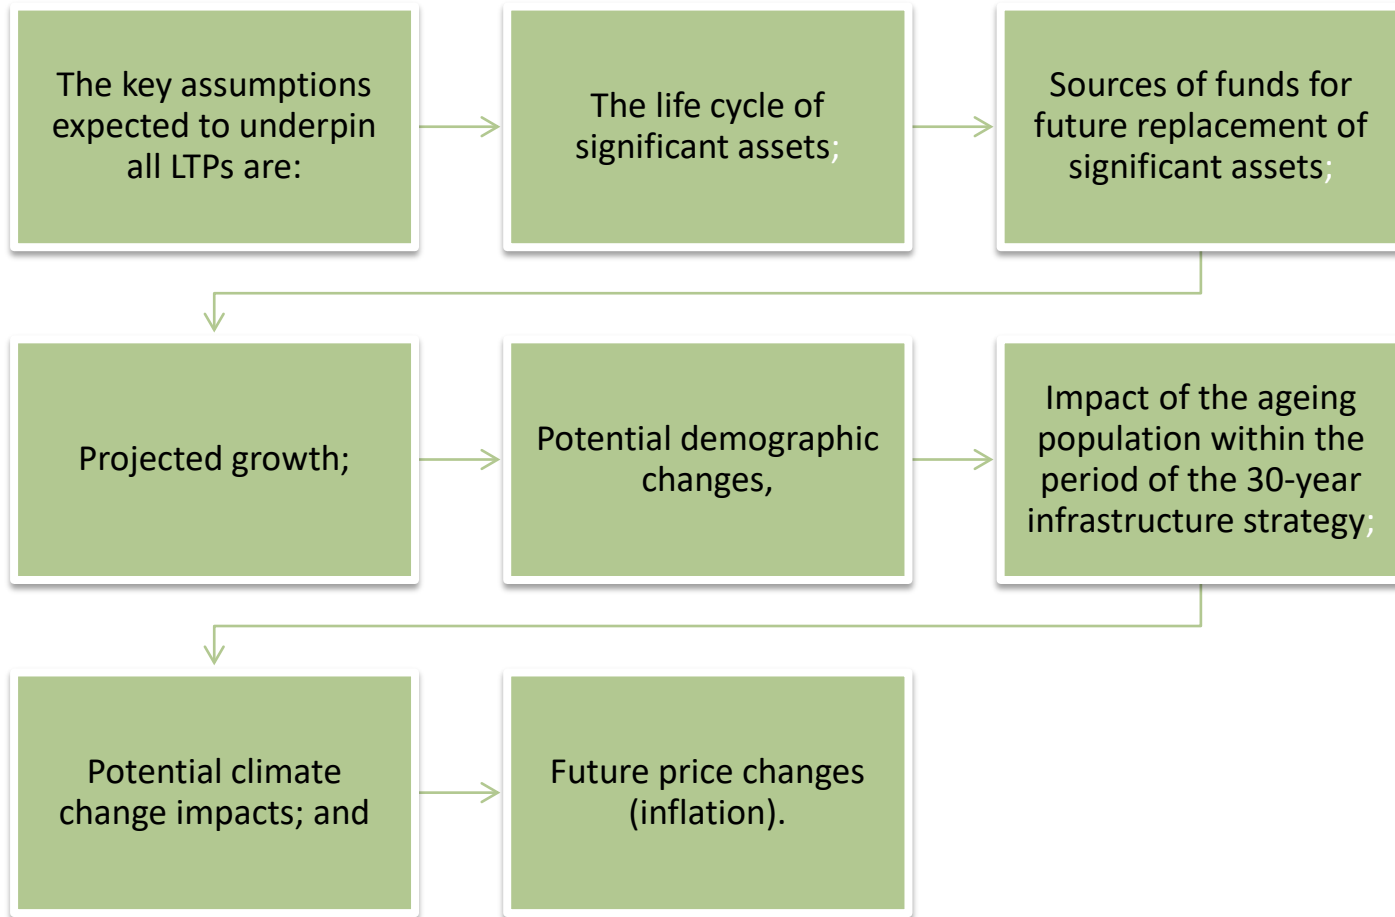 The key assumptions
expected to underpin
all LTPs are:
The life cycle of
significant assets;
Sources of funds for
future replacement of
significant assets;
Projected growth;
Potential demographic
changes,
Impact of the ageing
population within the
period of the 30-year
infrastructure strategy;
Potential climate
change impacts; and
Future price changes
(inflation).